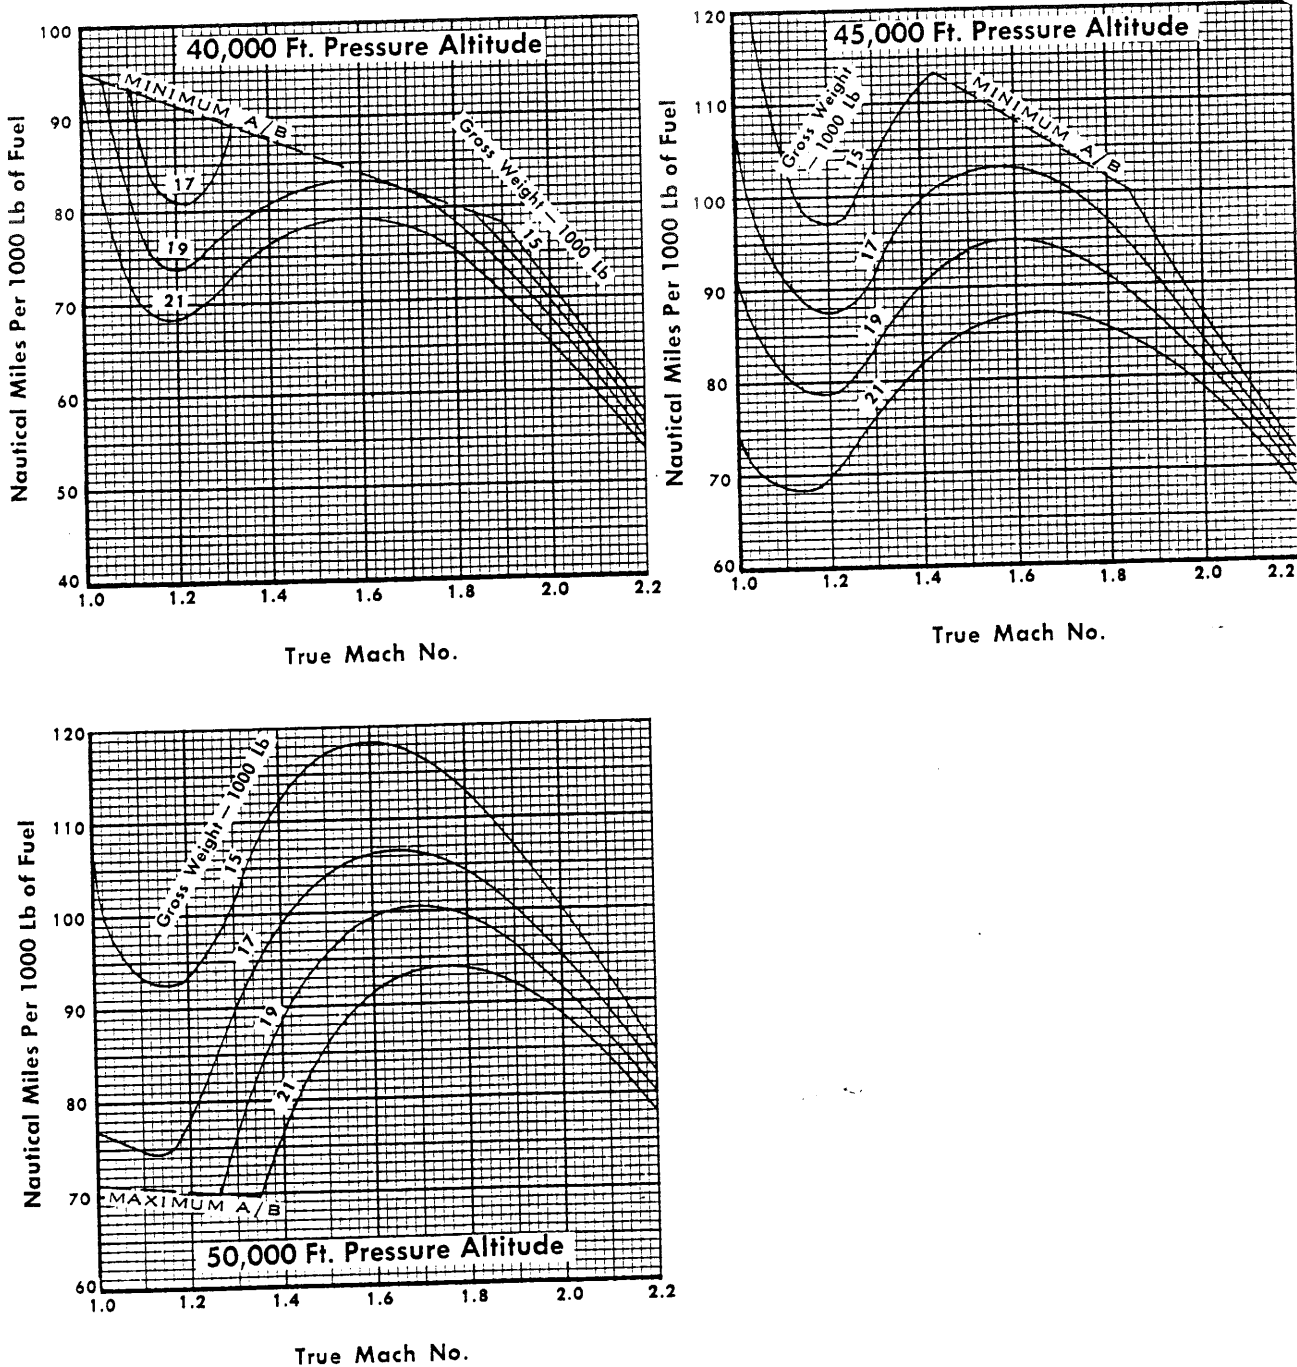 40,000 Ft. Pressure Altitude
Nautical Miles Per 1000 Lb of Fuel
100
90
80
70
60
50
40
MINIMUM A/B
Gross Weight — 1000 Lb
15
17
19
21
1.0 1.2 1.4 1.6 1.8 2.0 2.2
True Mach No.
45,000 Ft. Pressure Altitude
Nautical Miles Per 1000 Lb of Fuel
120
110
100
90
80
70
60
Gross Weight
— 1000 Lb
15
MINIMUM A/B
17
19
21
1.0 1.2 1.4 1.6 1.8 2.0 2.2
True Mach No.
Nautical Miles Per 1000 Lb of Fuel
120
110
100
90
80
70
60
Gross Weight — 1000 Lb
15
17
19
21
MAXIMUM A/B
50,000 Ft. Pressure Altitude
1.0 1.2 1.4 1.6 1.8 2.0 2.2
True Mach No.